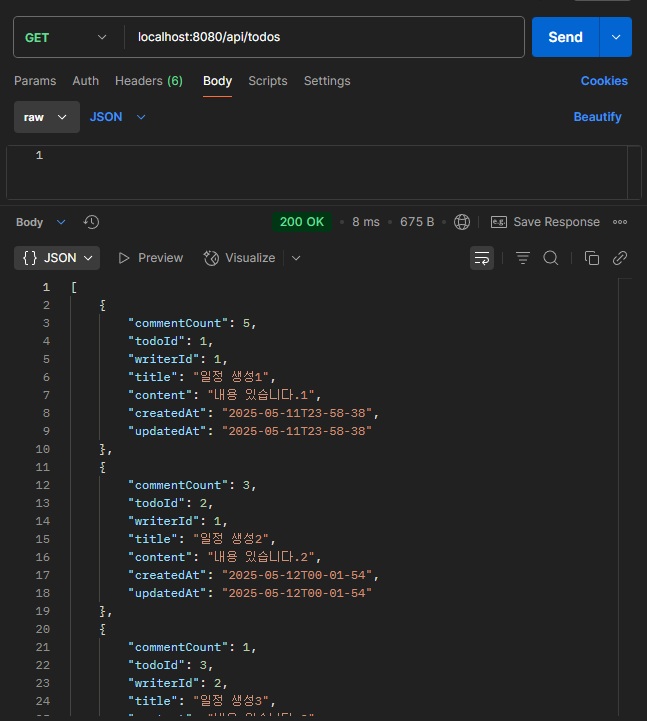 GET localhost:8080/api/todos Send
Params Auth Headers (6) Body Scripts Settings Cookies
raw JSON Beautify
1
Body 200 OK • 8 ms • 675 B e.g. Save Response
{} JSON Preview Visualize
1 [
2 {
3 "commentCount": 5,
4 "todoId": 1,
5 "writerId": 1,
6 "title": "일정 생성1",
7 "content": "내용 있습니다.1",
8 "createdAt": "2025-05-11T23-58-38",
9 "updatedAt": "2025-05-11T23-58-38"
10 },
11 {
12 "commentCount": 3,
13 "todoId": 2,
14 "writerId": 1,
15 "title": "일정 생성2",
16 "content": "내용 있습니다.2",
17 "createdAt": "2025-05-12T00-01-54",
18 "updatedAt": "2025-05-12T00-01-54"
19 },
20 {
21 "commentCount": 1,
22 "todoId": 3,
23 "writerId": 2,
24 "title": "일정 생성3",